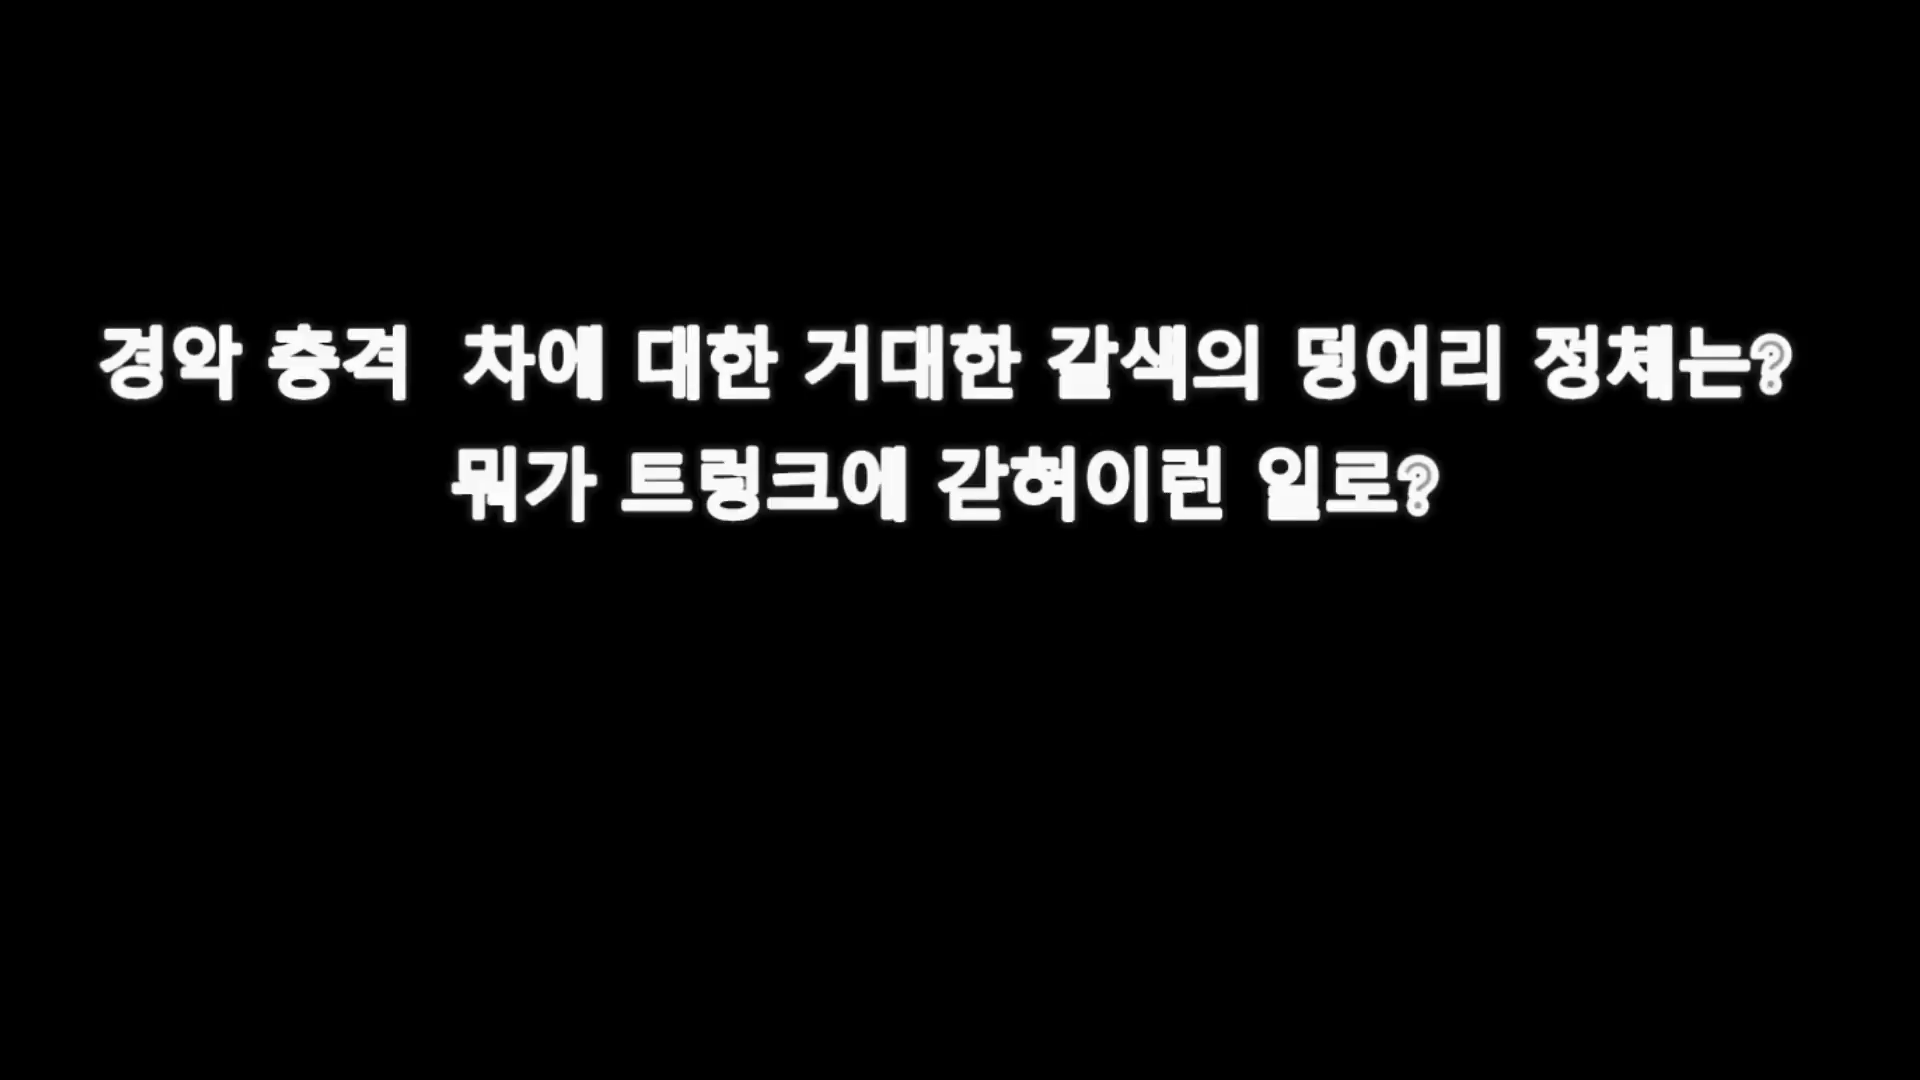 경악 충격  차에 대한 거대한 갈색의 덩어리 정체는?
뭐가 트렁크에 갇혀이런 일로?